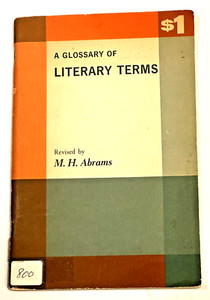 $1
A GLOSSARY OF
LITERARY TERMS
Revised by
M. H. Abrams
800